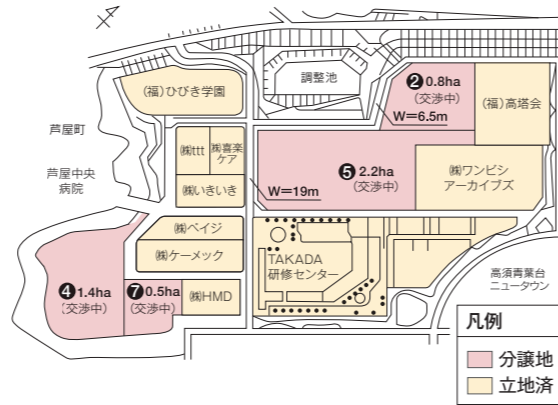 (福)ひびき学園
調整池
❷0.8ha
(交渉中)
(福)高塔会
W=6.5m
芦屋町
芦屋中央
病院
㈱ttt
㈱喜楽
ケア
㈱いきいき
❺2.2ha
(交渉中)
㈱ワンビシ
アーカイブズ
W=19m
㈱ベイジ
㈱ケーメック
TAKADA
研修センター
高須青葉台
ニュータウン
❹1.4ha
(交渉中)
❼0.5ha
(交渉中)
㈱HMD
凡例
分譲地
立地済